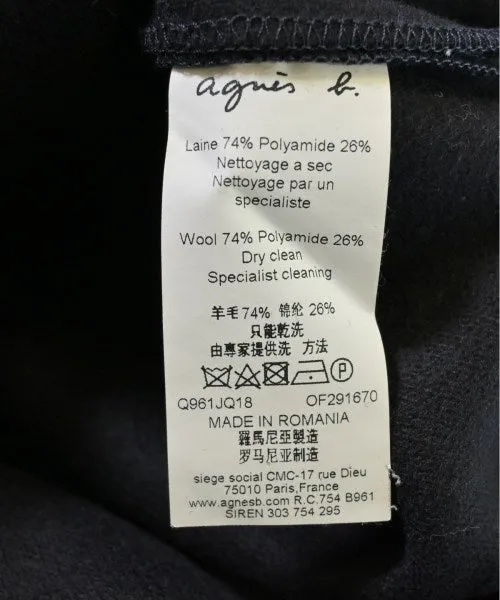 agnès b.
Laine 74% Polyamide 26%
Nettoyage a sec
Nettoyage par un
specialiste
Wool 74% Polyamide 26%
Dry clean
Specialist cleaning
羊毛74% 锦纶 26%
只能乾洗
由專家提供洗 方法
P
Q961JQ18 OF291670
MADE IN ROMANIA
羅馬尼亞製造
罗马尼亚制造
siege social CMC-17 rue Dieu
75010 Paris,France
www.agnesb.com R.C.754 B961
SIREN 303 754 295